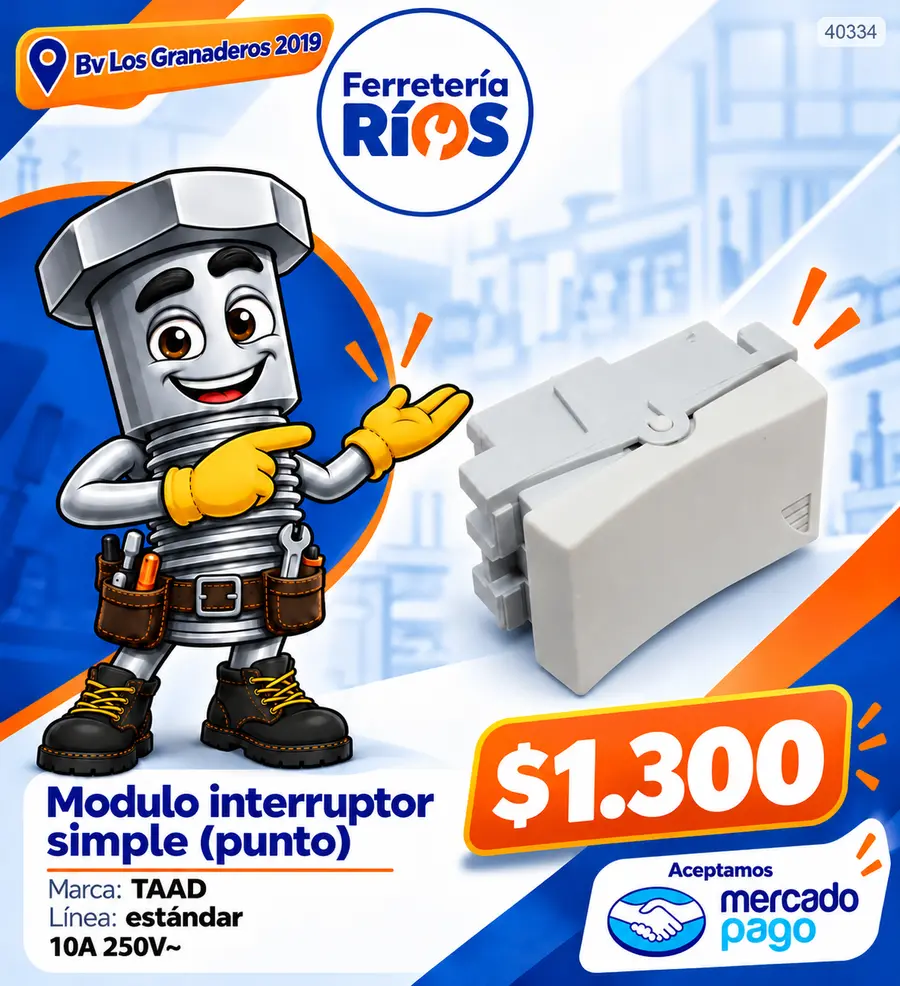 Bv Los Granaderos 2019
40334
Ferretería
Ríos
$1.300
Modulo interruptor
simple (punto)
Marca: TAAD
Línea: estándar
10A 250V~
Aceptamos
mercado
pago